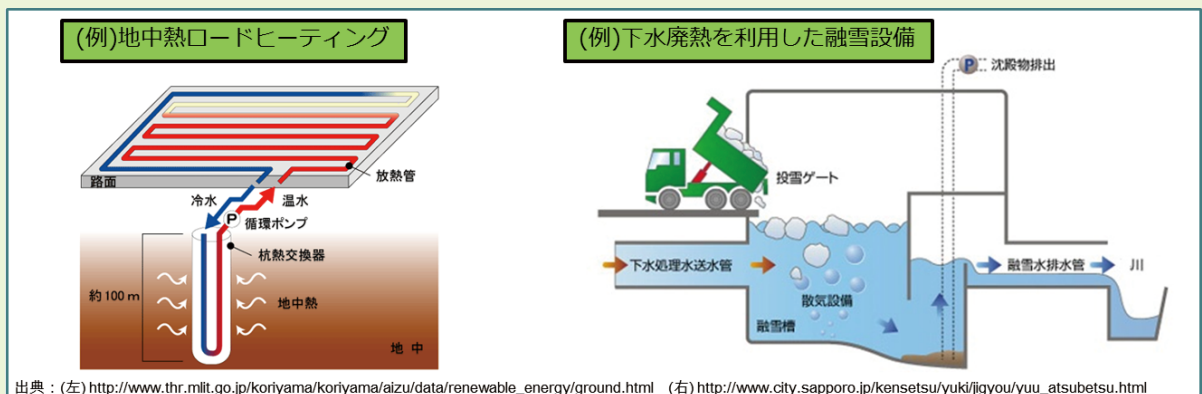 (例)地中熱ロードヒーティング
路面
放熱管
冷水
温水
P
循環ポンプ
杭熱交換器
約100m
地中熱
地 中
(例)下水廃熱を利用した融雪設備
P
沈殿物排出
投雪ゲート
下水処理水送水管
散気設備
融雪槽
融雪水排水管
川
出典：(左) http://www.thr.mlit.go.jp/koriyama/koriyama/aizu/data/renewable_energy/ground.html (右) http://www.city.sapporo.jp/kensetsu/yuki/jigyou/yuu_atsubetsu.html